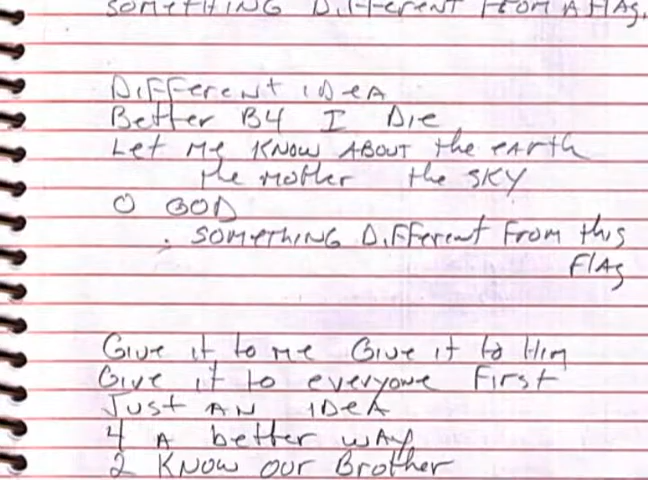 SOMETHING DIFFERENT FROM A FLAG.
DIFFERENT IDEA
Better B4 I Die
Let me KNOW ABOUT the earth
the mother the SKY
O GOD
. SOMETHING DIFFERENT From this
FlAg
Give it to me Give it to Him
Give it to everyone First
Just AN IDEA
4 A better wAy
2 KNOW our Brother